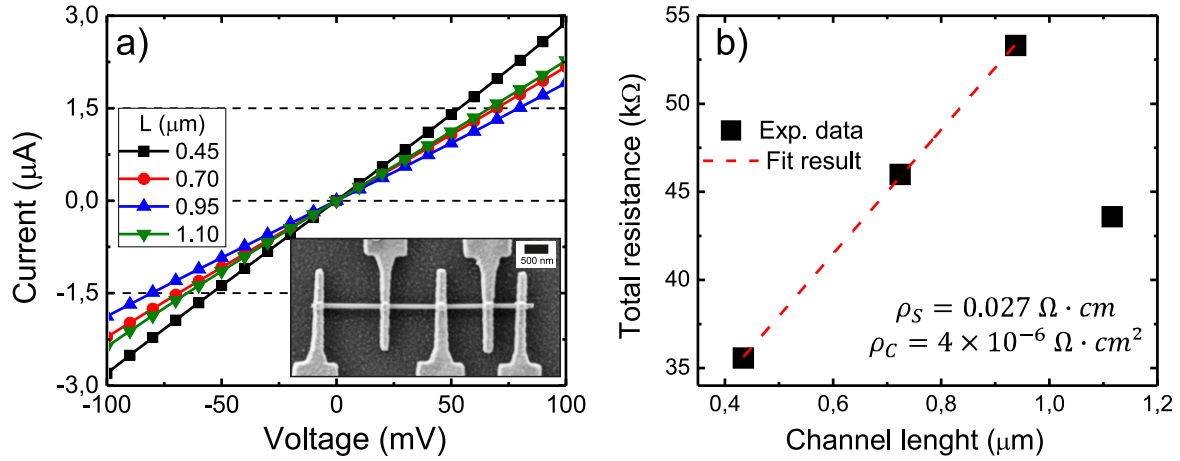 a)
3,0
1,5
0,0
-1,5
-3,0
Current (μA)
L (μm)
0.45
0.70
0.95
1.10
500 nm
-100 -50 0 50 100
Voltage (mV)
b)
55
50
45
40
35
Total resistance (kΩ)
Exp. data
Fit result
ρS = 0.027 Ω · cm
ρC = 4 × 10⁻⁶ Ω · cm²
0,4 0,6 0,8 1,0 1,2
Channel lenght (μm)